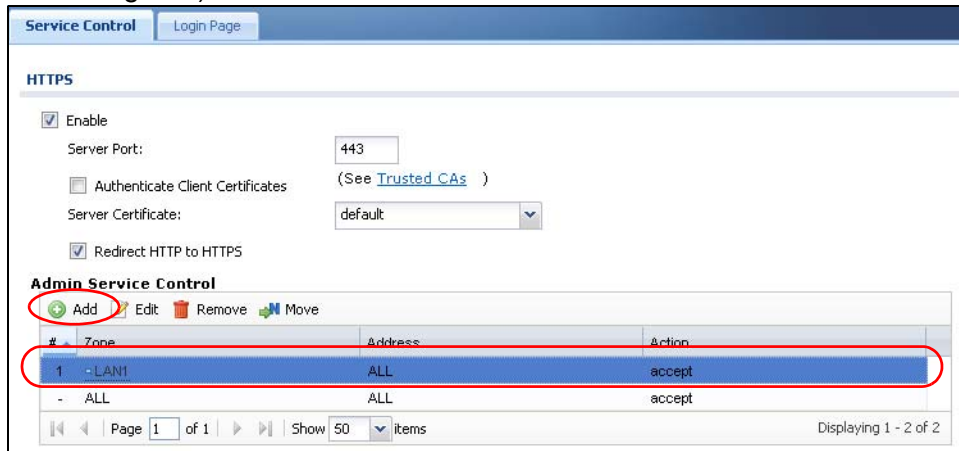 Service Control Login Page
HTTPS
Enable
Server Port: 443
Authenticate Client Certificates (See Trusted CAs )
Server Certificate: default
Redirect HTTP to HTTPS
Admin Service Control
Add Edit Remove Move
# Zone Address Action
1 LAN1 ALL accept
- ALL ALL accept
Page 1 of 1 Show 50 items Displaying 1 - 2 of 2